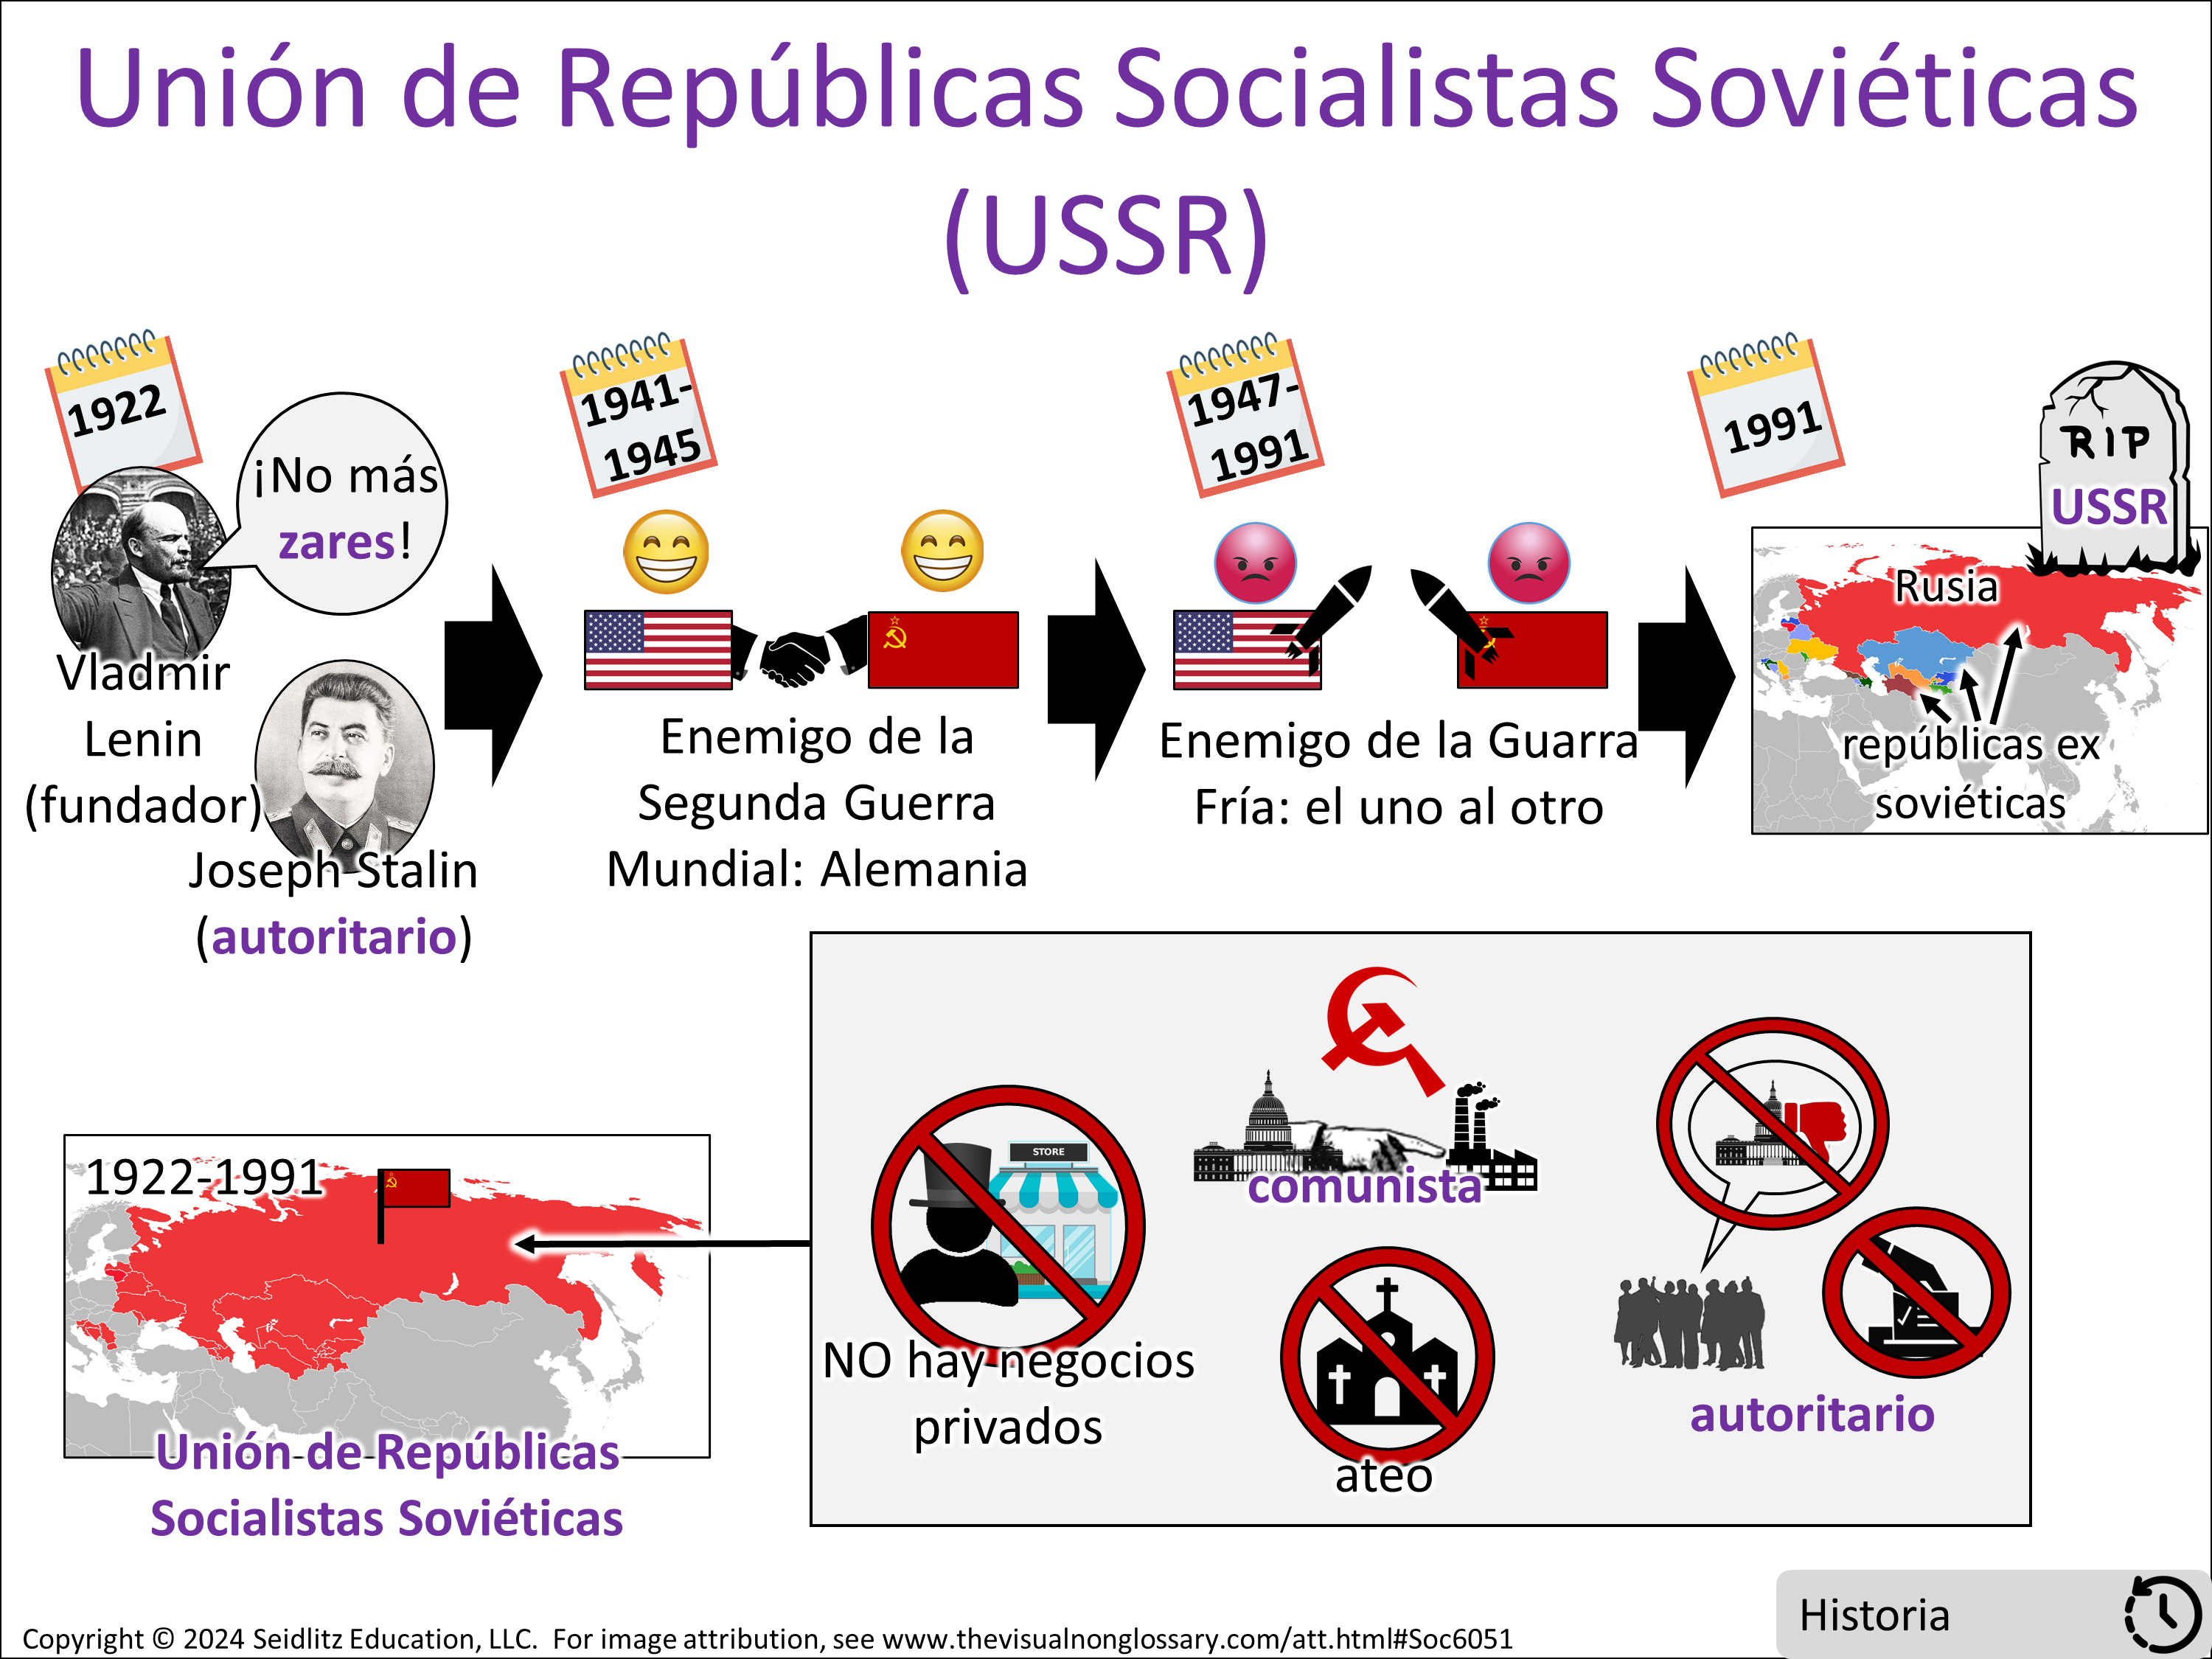 Unión de Repúblicas Socialistas Soviéticas
(USSR)
1922
¡No más
zares!
Vladmir
Lenin
(fundador)
Joseph Stalin
(autoritario)
1941-
1945
Enemigo de la
Segunda Guerra
Mundial: Alemania
1947-
1991
Enemigo de la Guarra
Fría: el uno al otro
1991
RIP
USSR
Rusia
repúblicas ex
soviéticas
1922-1991
Unión de Repúblicas
Socialistas Soviéticas
STORE
NO hay negocios
privados
comunista
ateo
autoritario
Historia
Copyright © 2024 Seidlitz Education, LLC. For image attribution, see www.thevisualnonglossary.com/att.html#Soc6051